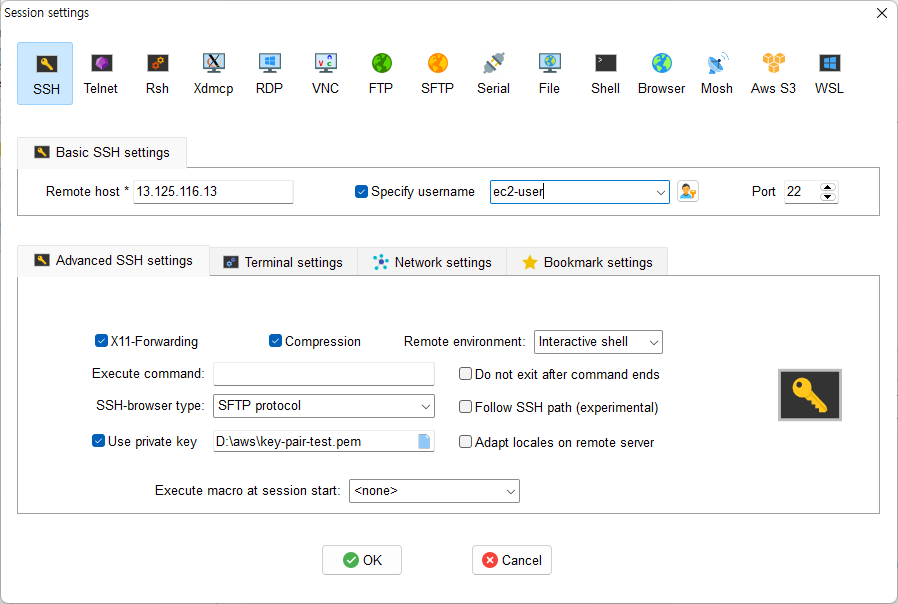 Session settings
SSH Telnet Rsh Xdmcp RDP VNC FTP SFTP Serial File Shell Browser Mosh Aws S3 WSL
Basic SSH settings
Remote host * 13.125.116.13 Specify username ec2-user Port 22
Advanced SSH settings Terminal settings Network settings Bookmark settings
X11-Forwarding Compression Remote environment: Interactive shell
Execute command: Do not exit after command ends
SSH-browser type: SFTP protocol Follow SSH path (experimental)
Use private key D:\aws\key-pair-test.pem Adapt locales on remote server
Execute macro at session start: <none>
OK Cancel